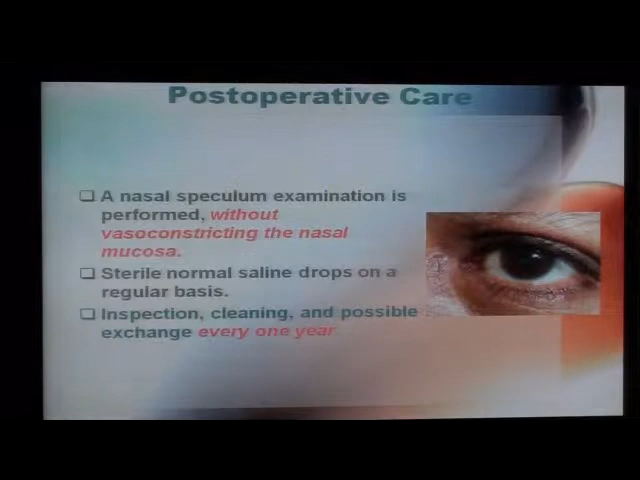 Postoperative Care
❑ A nasal speculum examination is
performed, without
vasoconstricting the nasal
mucosa.
❑ Sterile normal saline drops on a
regular basis.
❑ Inspection, cleaning, and possible
exchange every one year